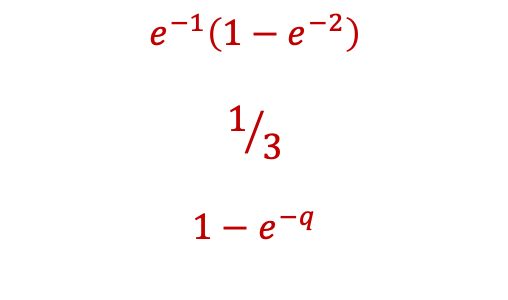 e⁻¹(1 − e⁻²)
1/3
1 − e^{−q}